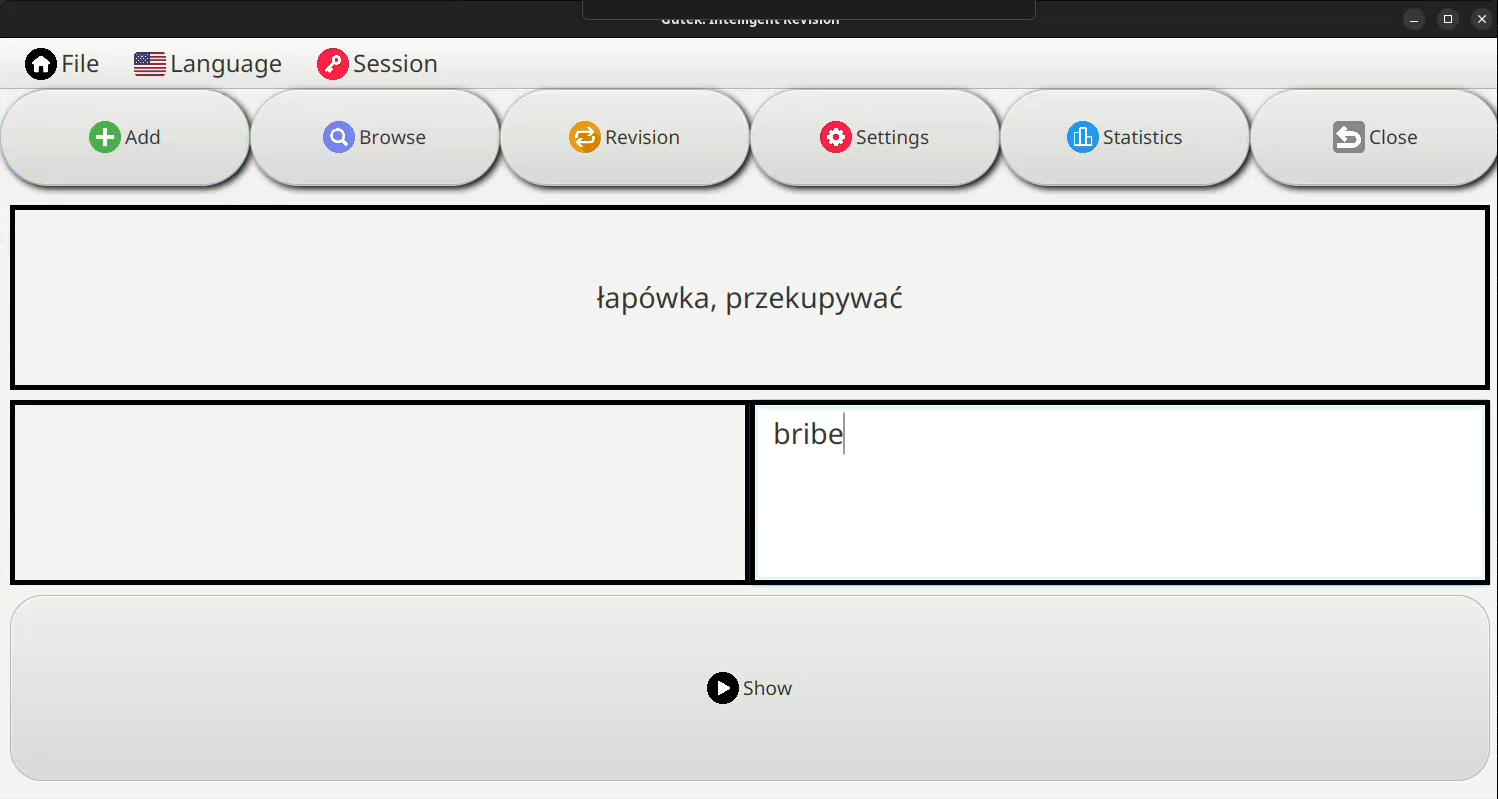 Gutek: Intelligent Revision
File Language Session
Add Browse Revision Settings Statistics Close
łapówka, przekupywać
bribe
Show